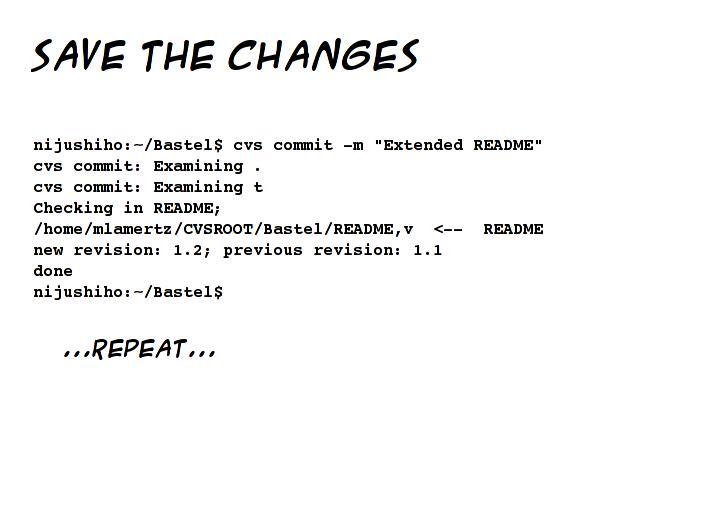 SAVE THE CHANGES
nijushiho:~/Bastel$ cvs commit -m "Extended README"
cvs commit: Examining .
cvs commit: Examining t
Checking in README;
/home/mlamertz/CVSROOT/Bastel/README,v  <--  README
new revision: 1.2; previous revision: 1.1
done
nijushiho:~/Bastel$
...REPEAT...